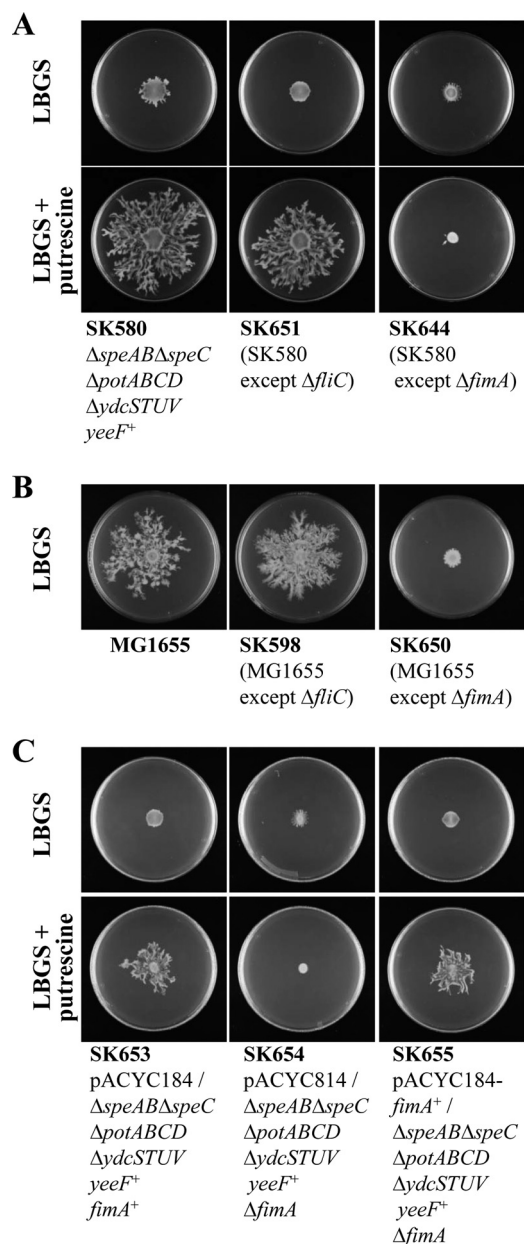 A
LBGS
LBGS +
putrescine
SK580
ΔspeABΔspeC
ΔpotABCD
ΔydcSTUV
yeeF+
SK651
(SK580
except ΔfliC)
SK644
(SK580
except ΔfimA)
B
LBGS
MG1655
SK598
(MG1655
except ΔfliC)
SK650
(MG1655
except ΔfimA)
C
LBGS
LBGS +
putrescine
SK653
pACYC184 /
ΔspeABΔspeC
ΔpotABCD
ΔydcSTUV
yeeF+
fimA+
SK654
pACYC814 /
ΔspeABΔspeC
ΔpotABCD
ΔydcSTUV
yeeF+
ΔfimA
SK655
pACYC184-
fimA+ /
ΔspeABΔspeC
ΔpotABCD
ΔydcSTUV
yeeF+
ΔfimA